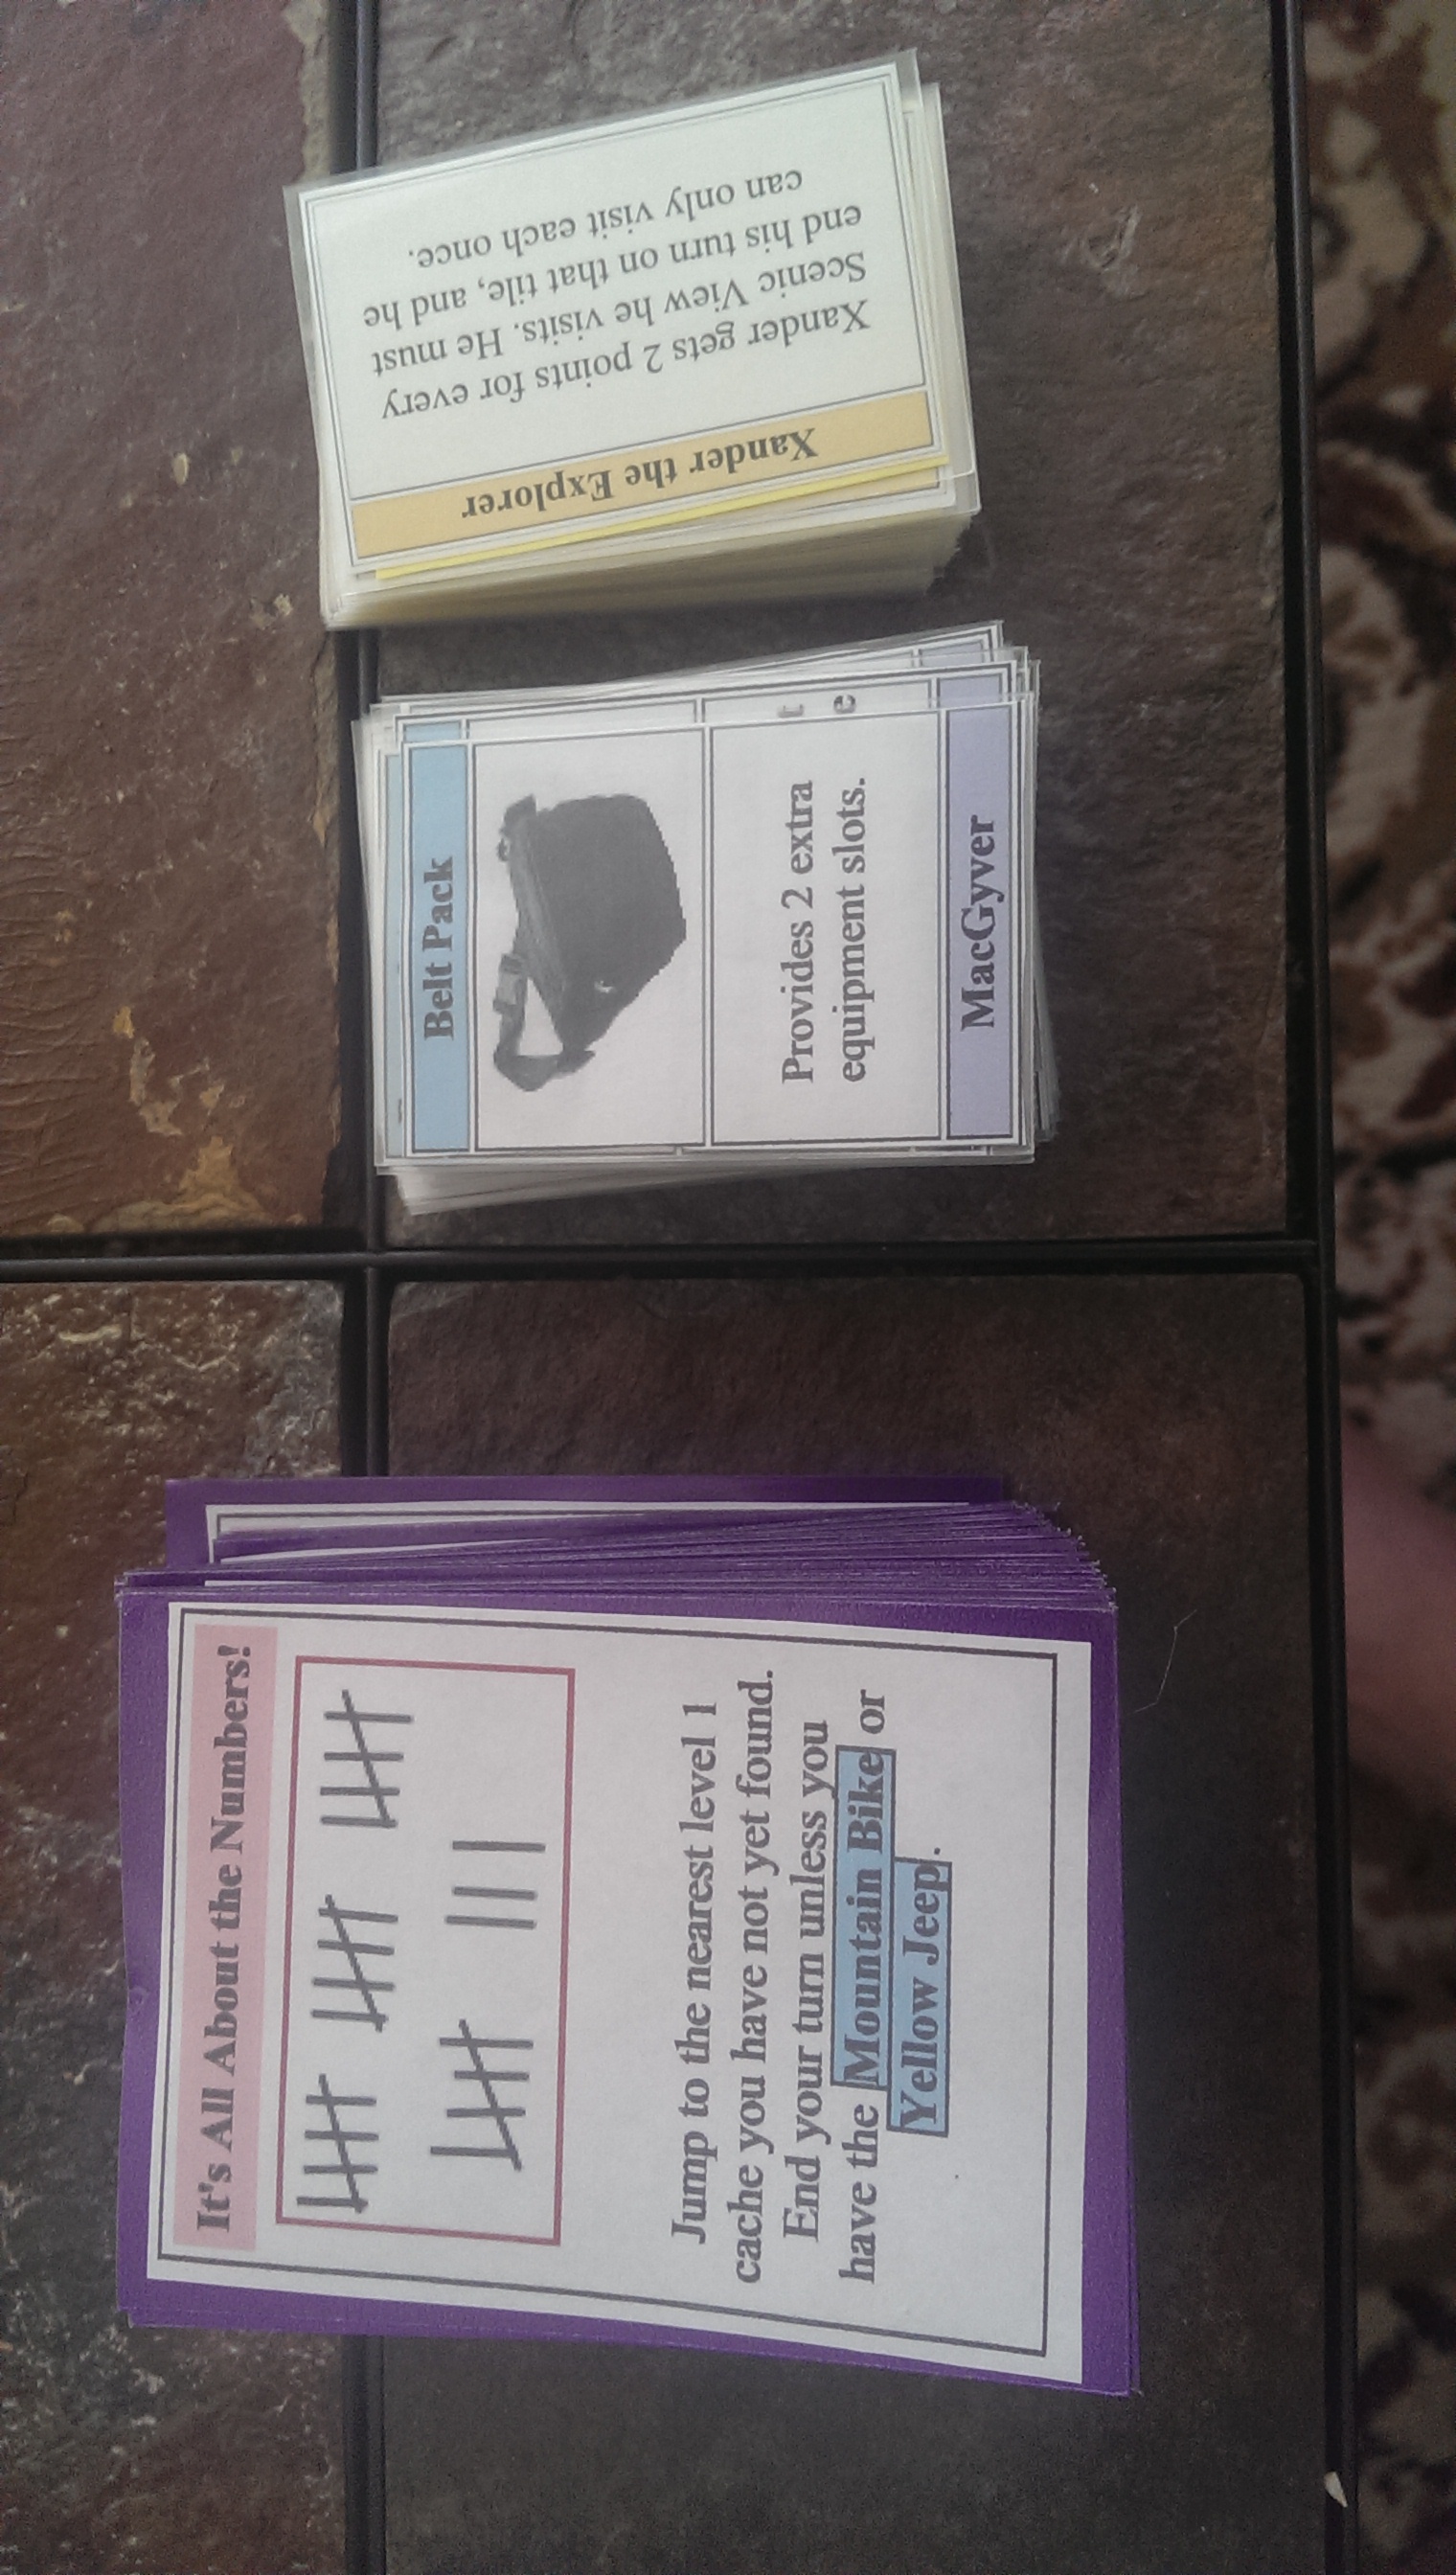 Xander the Explorer
Xander gets 2 points for every
Scenic View he visits. He must
end his turn on that tile, and he
can only visit each once.
Belt Pack
Provides 2 extra
equipment slots.
MacGyver
t
e
It's All About the Numbers!
Jump to the nearest level 1
cache you have not yet found.
End your turn unless you
have the Mountain Bike or
Yellow Jeep.